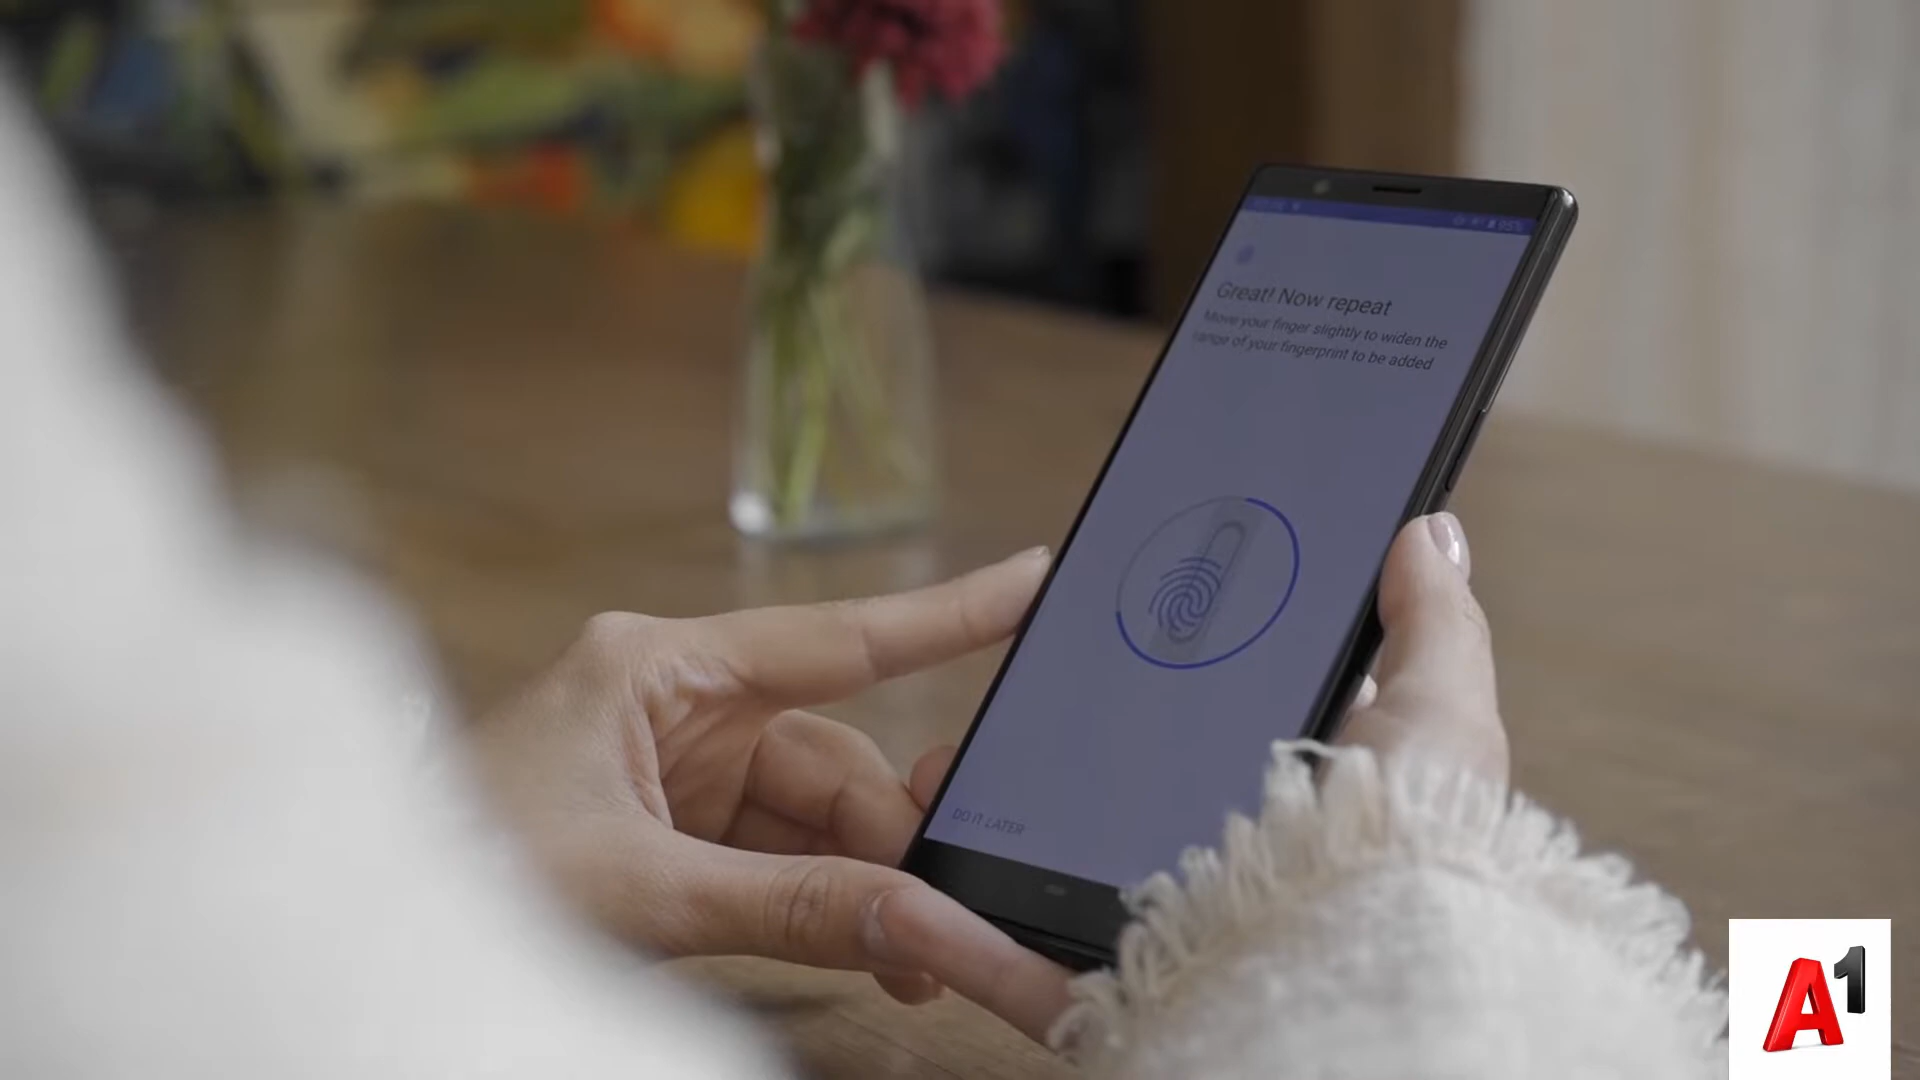 95%
Great! Now repeat
Move your finger slightly to widen the
range of your fingerprint to be added
DO IT LATER
A1